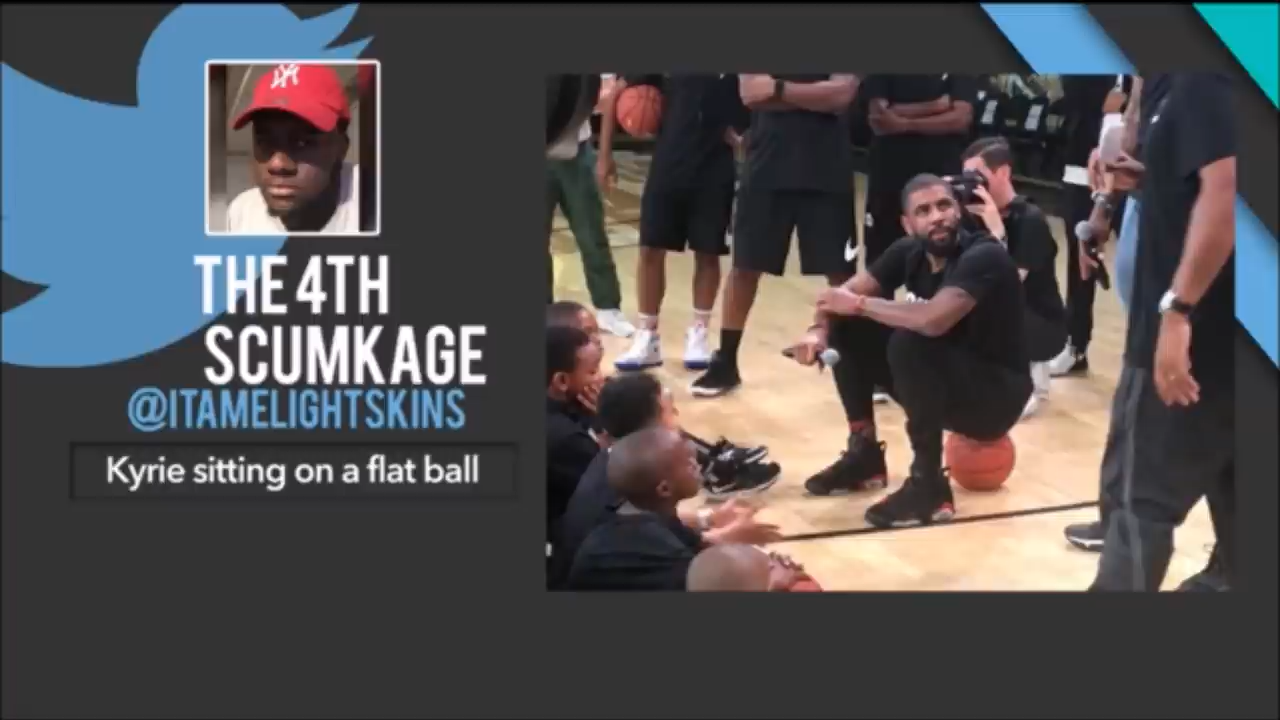 THE 4TH
SCUMKAGE
@ITAMELIGHTSKINS
Kyrie sitting on a flat ball